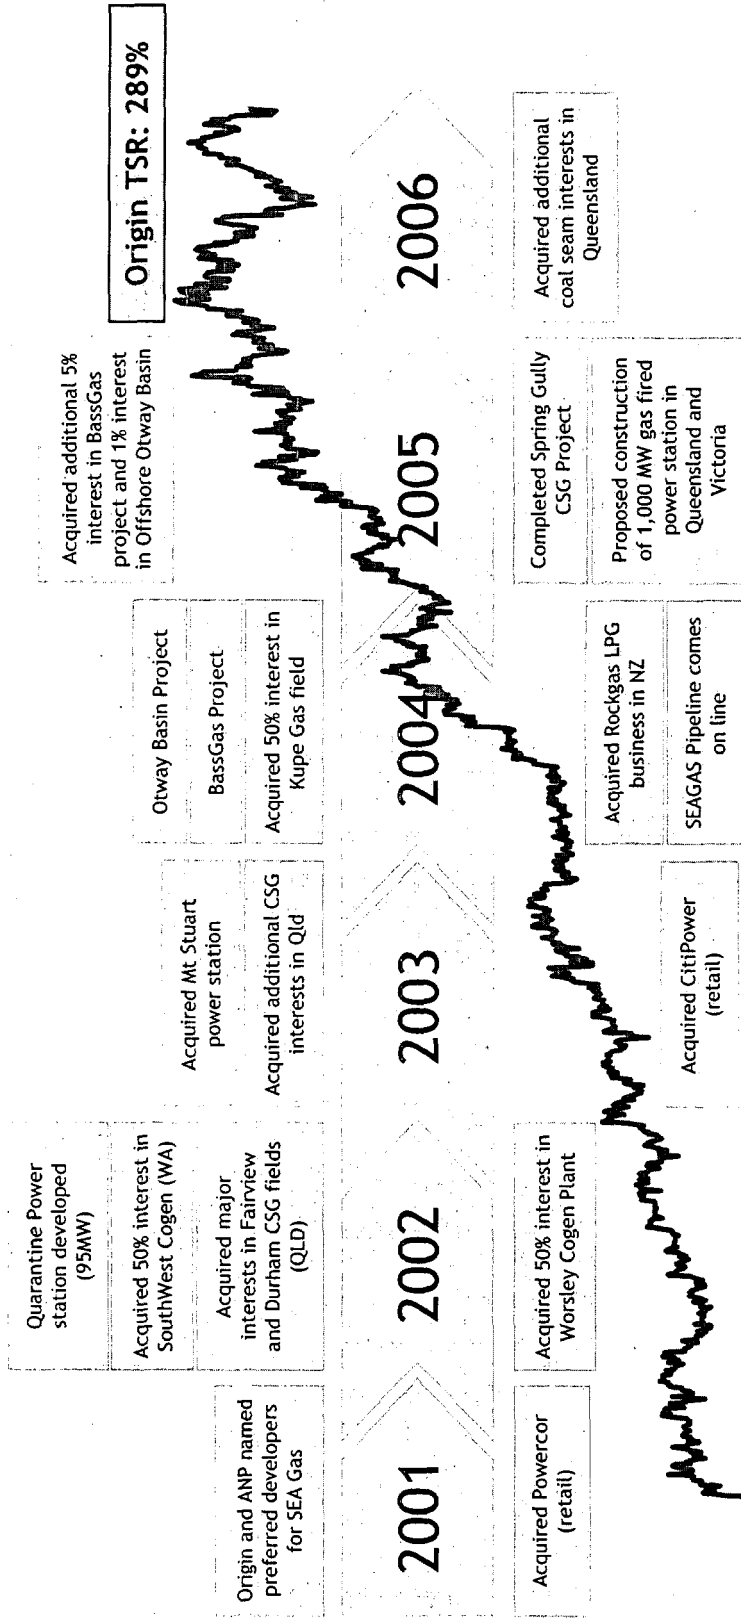 Origin TSR: 289%
Origin and ANP named
preferred developers
for SEA Gas
Quarantine Power
station developed
(95MW)
Acquired 50% interest in
SouthWest Cogen (WA)
Acquired major
interests in Fairview
and Durham CSG fields
(QLD)
Acquired Mt Stuart
power station
Acquired additional CSG
interests in Qld
Otway Basin Project
BassGas Project
Acquired 50% interest in
Kupe Gas field
Acquired additional 5%
interest in BassGas
project and 1% interest
in Offshore Otway Basin
2001
2002
2003
2004
2005
2006
Acquired Powercor
(retail)
Acquired 50% interest in
Worsley Cogen Plant
Acquired CitiPower
(retail)
Acquired Rockgas LPG
business in NZ
SEAGAS Pipeline comes
on line
Completed Spring Gully
CSG Project
Proposed construction
of 1,000 MW gas fired
power station in
Queensland and
Victoria
Acquired additional
coal seam interests in
Queensland